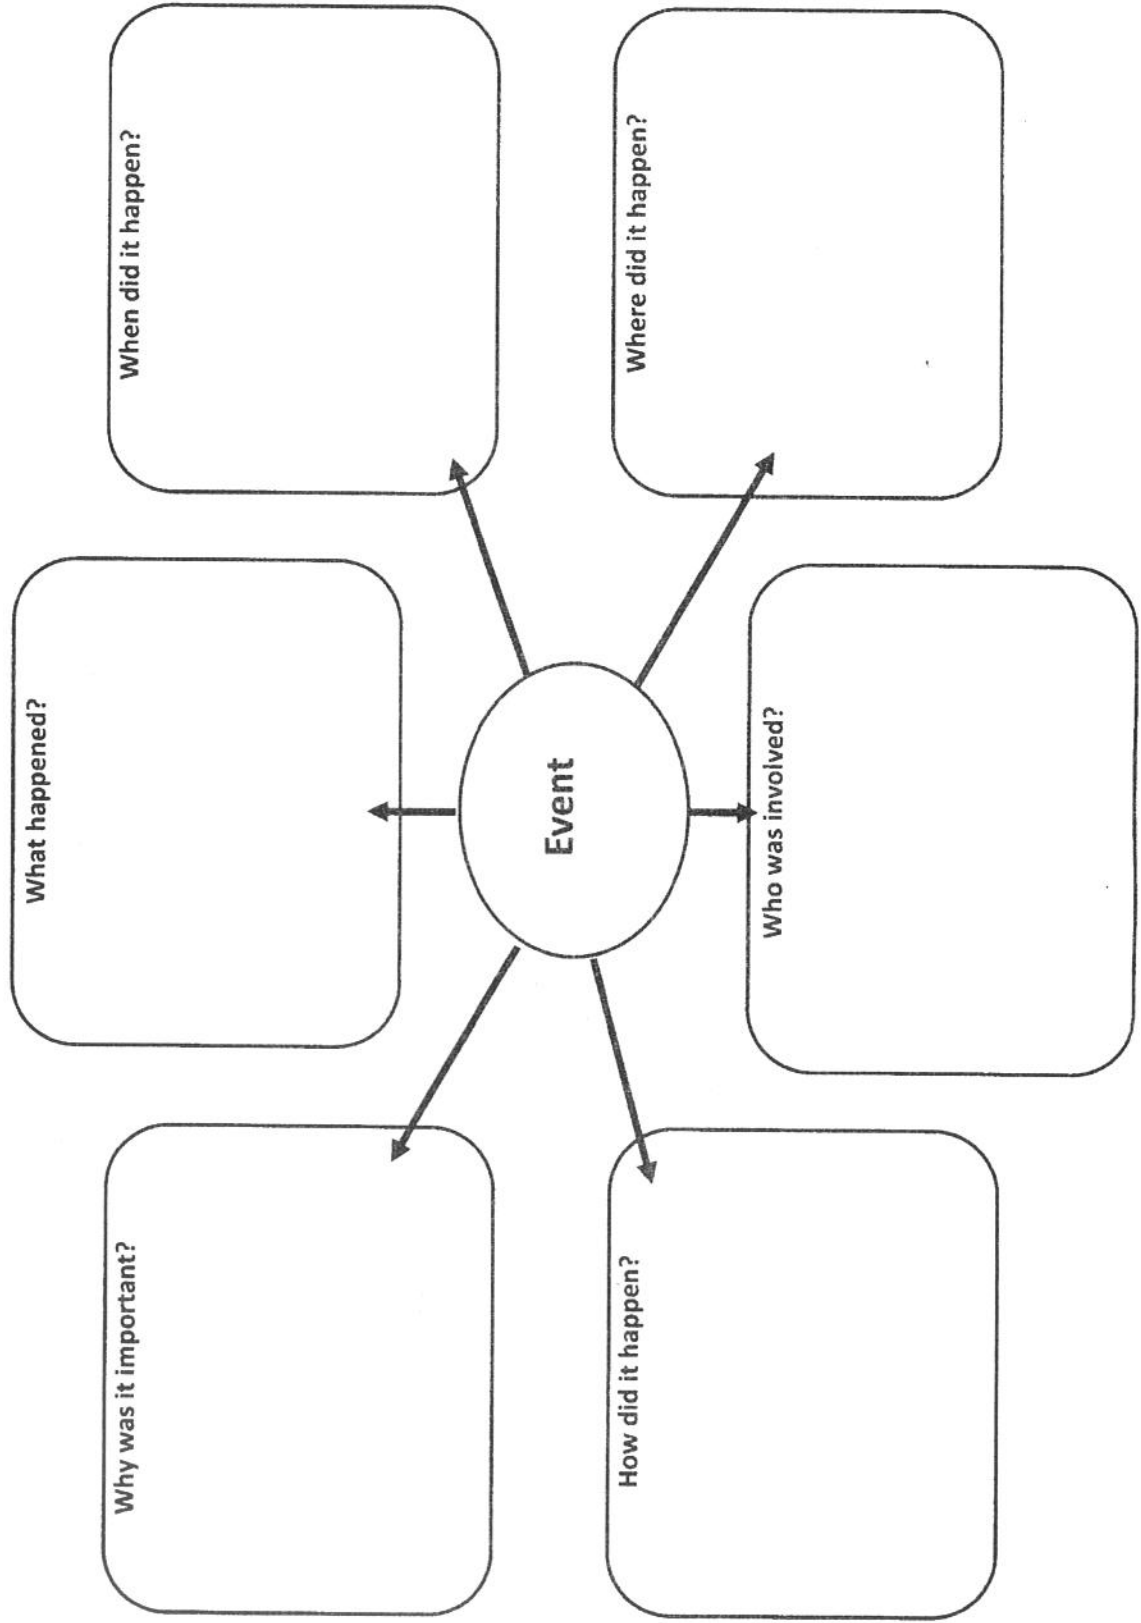 Why was it important?
What happened?
When did it happen?
Event
How did it happen?
Who was involved?
Where did it happen?